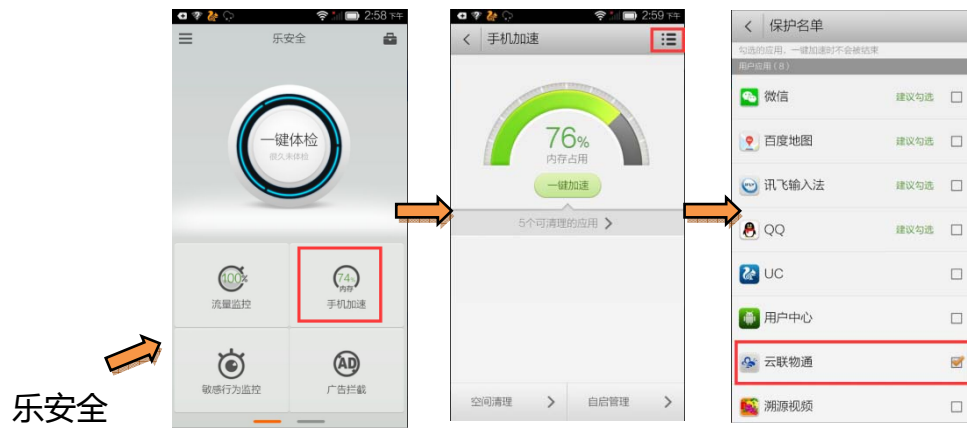 乐安全
2:58 下午
乐安全
一键体检
很久未体检
100%
流量监控
74%
内存
手机加速
敏感行为监控
AD
广告拦截
2:59 下午
手机加速
76%
内存占用
一键加速
5个可清理的应用
空间清理
自启管理
保护名单
勾选的应用，一键加速时不会被结束
用户应用（8）
微信 建议勾选
百度地图 建议勾选
讯飞输入法 建议勾选
QQ 建议勾选
UC
用户中心
云联物通
溯源视频